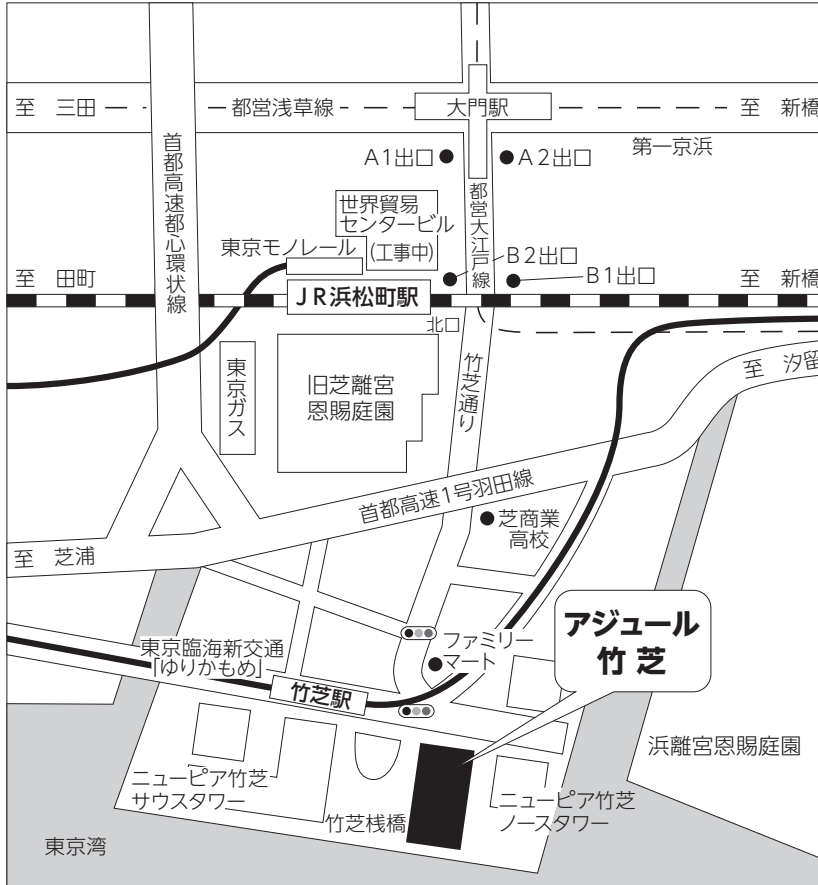 至 三田
都営浅草線
大門駅
至 新橋
第一京浜
A1出口
A2出口
首都高速都心環状線
世界貿易
センタービル
(工事中)
都営大江戸線
東京モノレール
B2出口
B1出口
至 田町
至 新橋
JR浜松町駅
北口
東京ガス
旧芝離宮
恩賜庭園
竹芝通り
至 汐留
首都高速1号羽田線
芝商業
高校
至 芝浦
アジュール
竹芝
東京臨海新交通
「ゆりかもめ」
ファミリー
マート
竹芝駅
浜離宮恩賜庭園
ニューピア竹芝
サウスタワー
竹芝桟橋
ニューピア竹芝
ノースタワー
東京湾